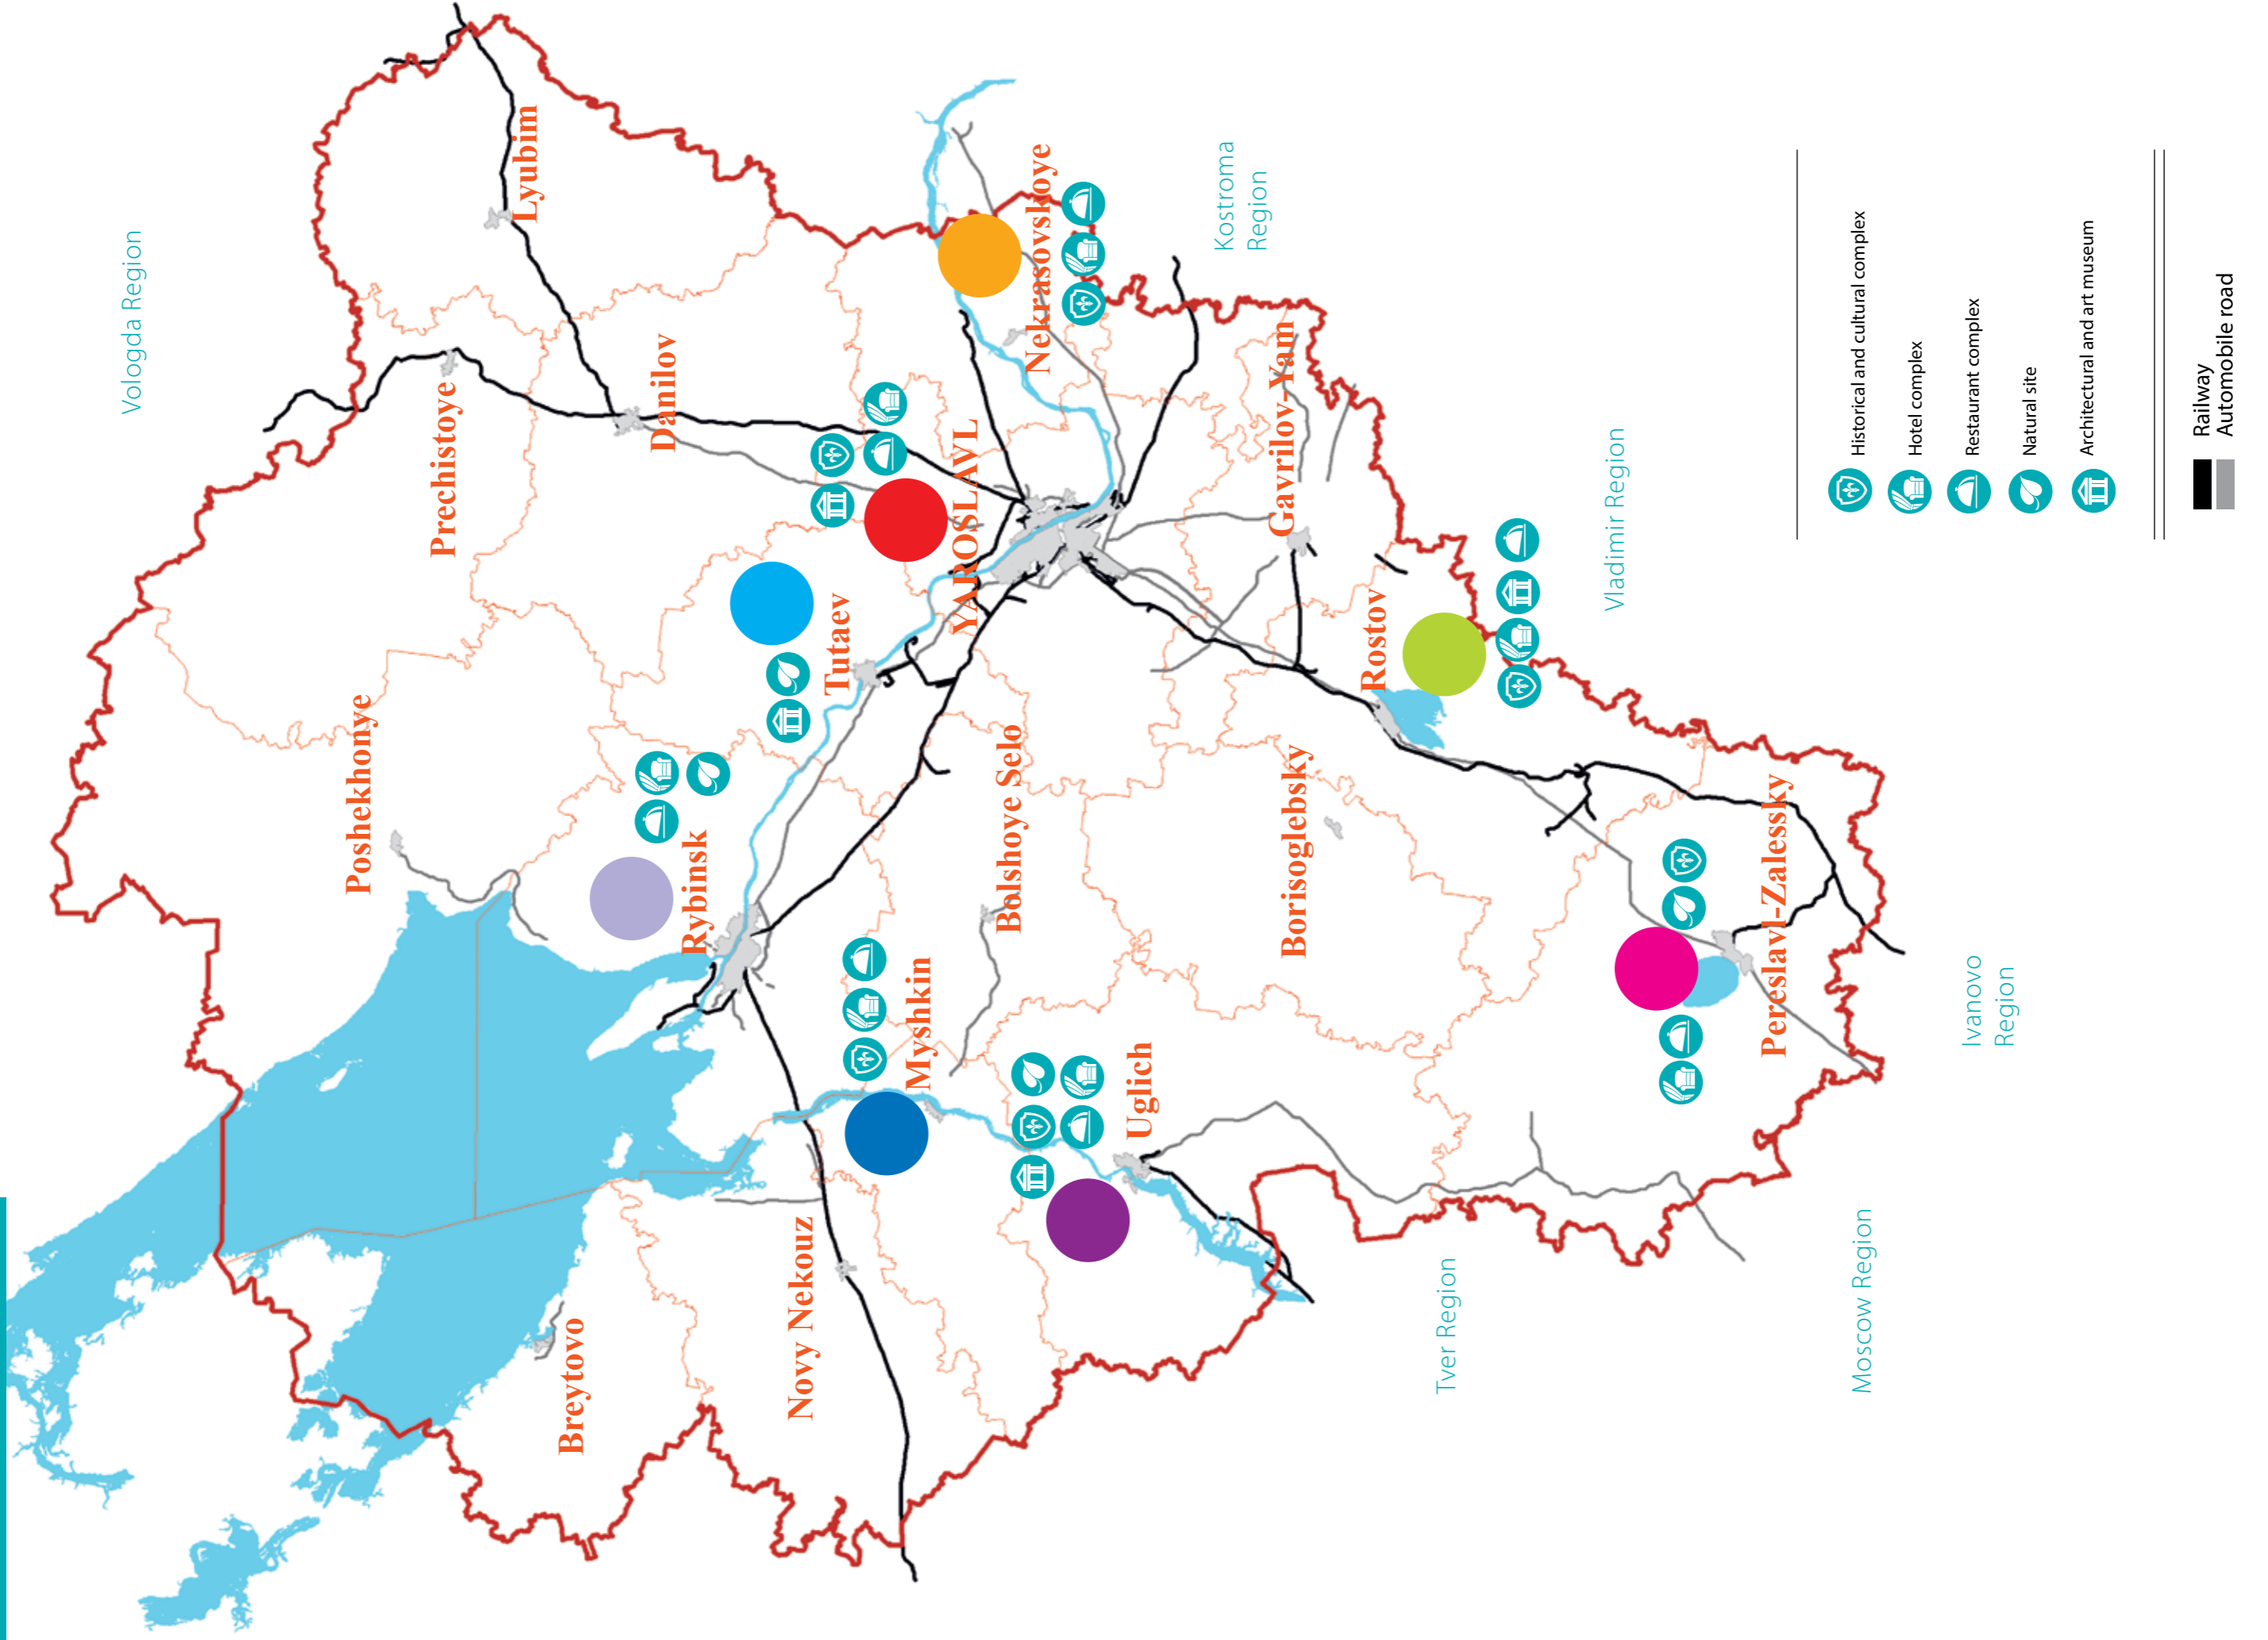 Vologda Region
Lyubim
Prechistoye
Danilov
Poshekhonye
Nekrasovskoye
YAROSLAVL
Tutaev
Rybinsk
Kostroma
Region
Gavrilov-Yam
Bolshoye Selo
Myshkin
Breytovo
Novy Nekouz
Uglich
Borisoglebsky
Rostov
Vladimir Region
Pereslavl-Zalessky
Tver Region
Moscow Region
Ivanovo
Region
Historical and cultural complex
Hotel complex
Restaurant complex
Natural site
Architectural and art museum
Railway
Automobile road